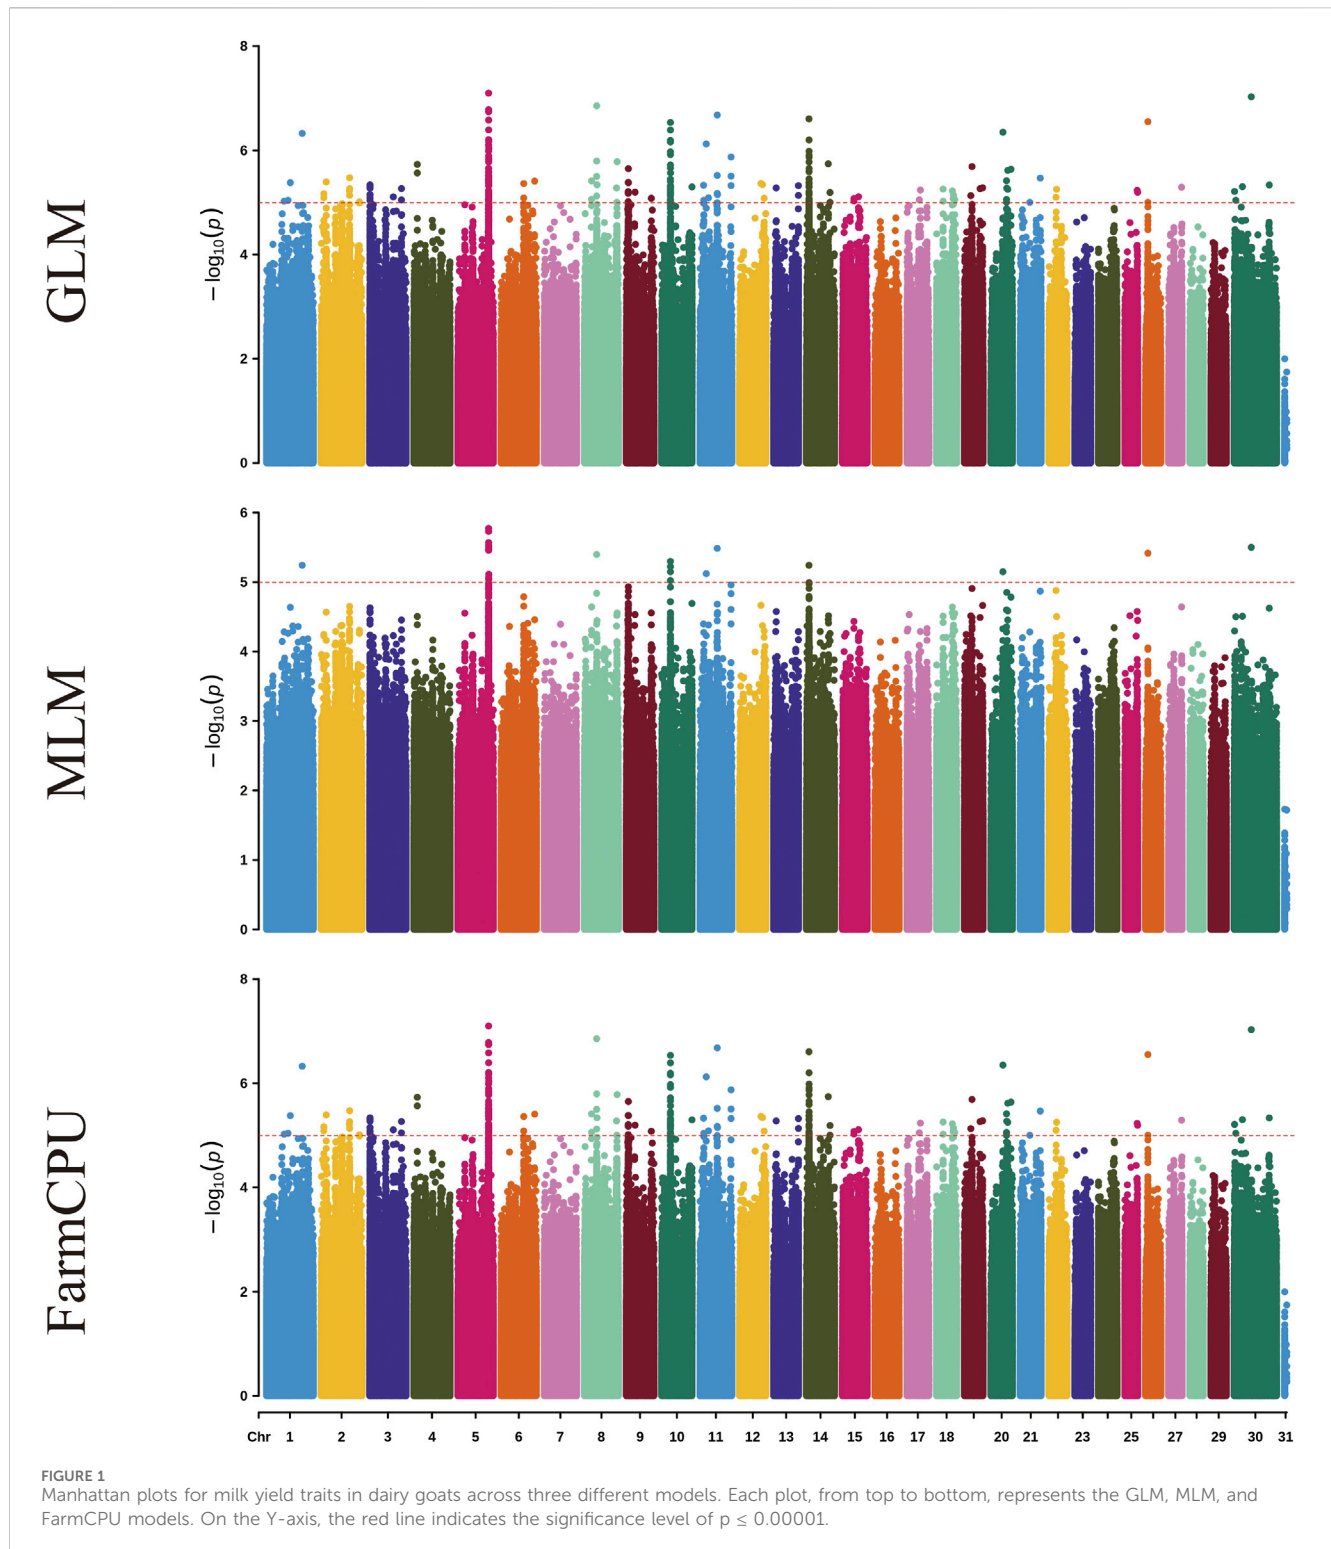 GLM
8
6
4
2
0
− log10(p)
MLM
6
5
4
3
2
1
0
− log10(p)
FarmCPU
8
6
4
2
0
− log10(p)
Chr 1 2 3 4 5 6 7 8 9 10 11 12 13 14 15 16 17 18 20 21 23 25 27 29 30 31
FIGURE 1
Manhattan plots for milk yield traits in dairy goats across three different models. Each plot, from top to bottom, represents the GLM, MLM, and
FarmCPU models. On the Y-axis, the red line indicates the significance level of p ≤ 0.00001.